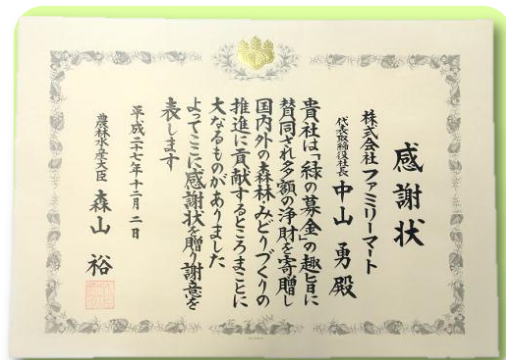 感謝状
株式会社ファミリーマート
代表取締役社長 中山 勇 殿
貴社は「緑の募金」の趣旨に
賛同され多額の浄財を寄贈し
国内外の森林みどりづくりの
推進に貢献するところまことに
大なるものがありました
よってここに感謝状を贈り謝意を
表します
平成二十七年十二月二日
農林水産大臣 森山 裕